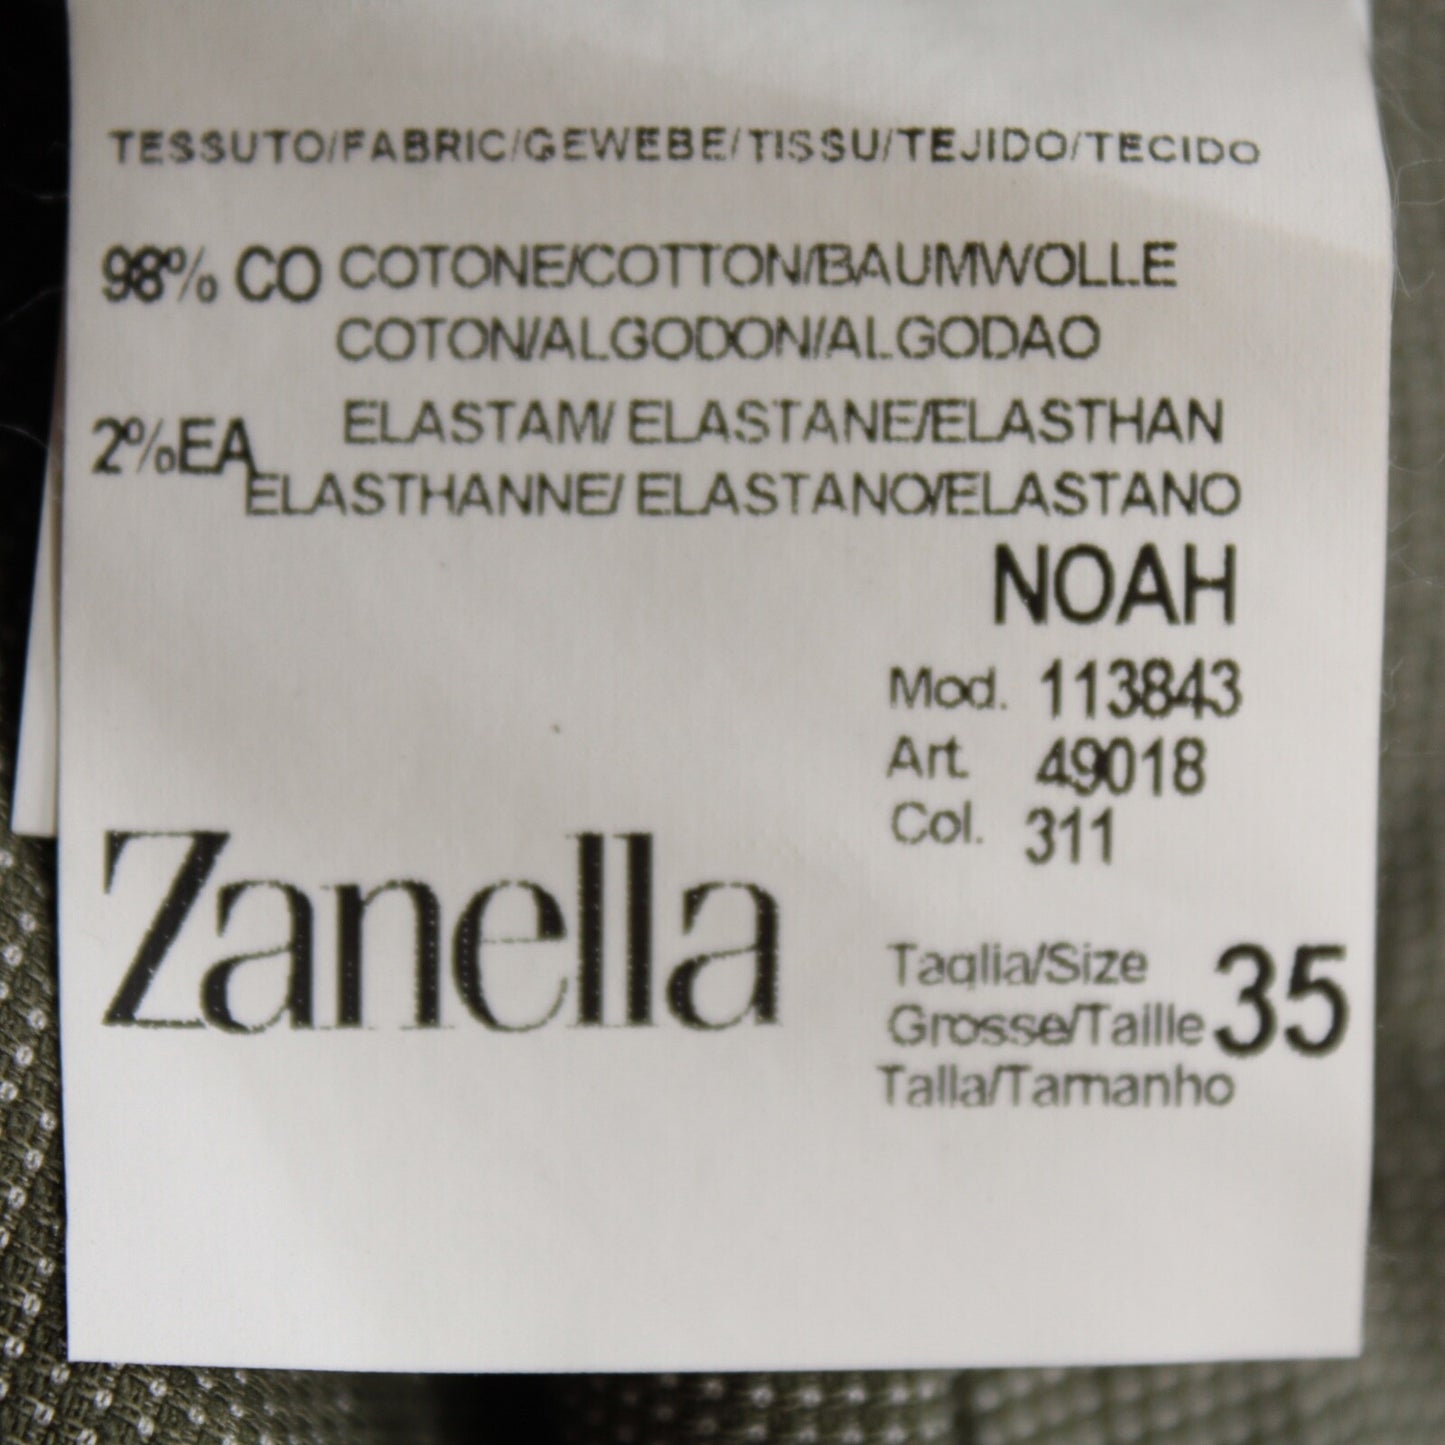 TESSUTO/FABRIC/GEWEBE/TISSU/TEJIDO/TECIDO
98% CO COTONE/COTTON/BAUMWOLLE
COTON/ALGODON/ALGODAO
2%EA ELASTAM/ ELASTANE/ELASTHAN
ELASTHANNE/ ELASTANO/ELASTANO
NOAH
Mod. 113843
Art. 49018
Col. 311
Zanella
Taglia/Size
Grosse/Taille 35
Talla/Tamanho